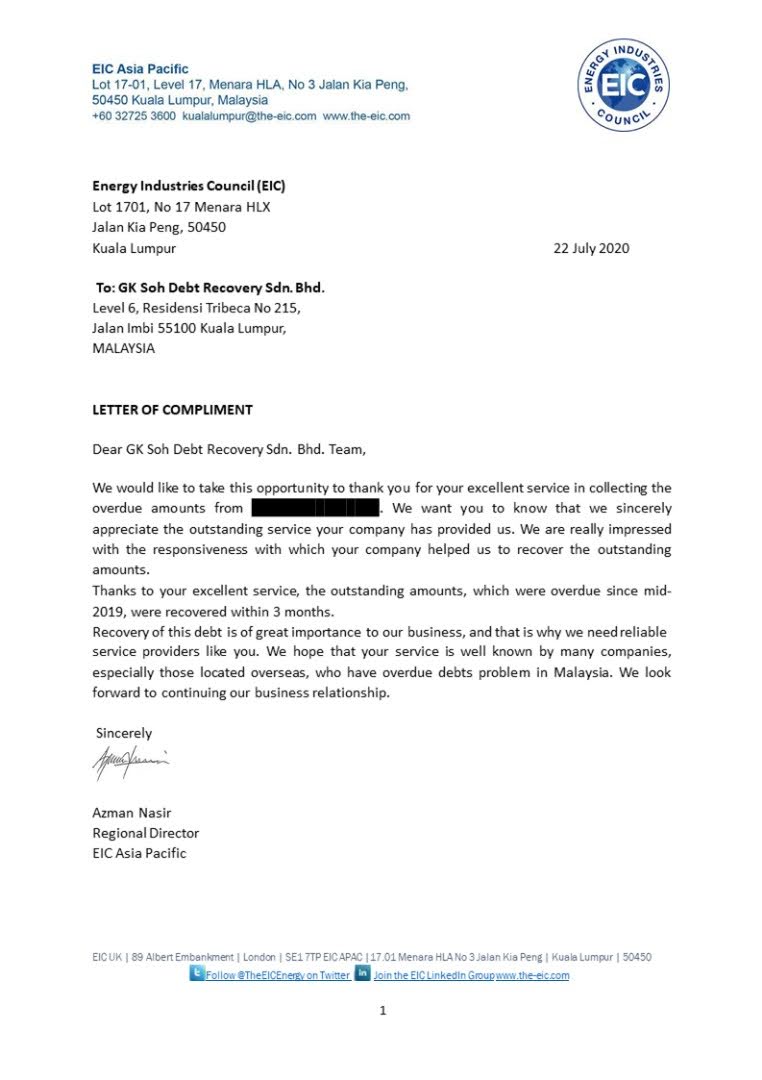 EIC Asia Pacific
Lot 17-01, Level 17, Menara HLA, No 3 Jalan Kia Peng,
50450 Kuala Lumpur, Malaysia
+60 32725 3600 kualalumpur@the-eic.com www.the-eic.com
ENERGY INDUSTRIES
EIC
COUNCIL
Energy Industries Council (EIC)
Lot 1701, No 17 Menara HLX
Jalan Kia Peng, 50450
Kuala Lumpur
22 July 2020
To: GK Soh Debt Recovery Sdn. Bhd.
Level 6, Residensi Tribeca No 215,
Jalan Imbi 55100 Kuala Lumpur,
MALAYSIA
LETTER OF COMPLIMENT
Dear GK Soh Debt Recovery Sdn. Bhd. Team,
We would like to take this opportunity to thank you for your excellent service in collecting the
overdue amounts from . We want you to know that we sincerely
appreciate the outstanding service your company has provided us. We are really impressed
with the responsiveness with which your company helped us to recover the outstanding
amounts.
Thanks to your excellent service, the outstanding amounts, which were overdue since mid-
2019, were recovered within 3 months.
Recovery of this debt is of great importance to our business, and that is why we need reliable
service providers like you. We hope that your service is well known by many companies,
especially those located overseas, who have overdue debts problem in Malaysia. We look
forward to continuing our business relationship.
Sincerely
Azman Nasir
Regional Director
EIC Asia Pacific
EIC UK | 89 Albert Embankment | London | SE1 7TP EIC APAC | 17.01 Menara HLA No 3 Jalan Kia Peng | Kuala Lumpur | 50450
Follow @TheEICEnergy on Twitter in Join the EIC LinkedIn Group www.the-eic.com
1